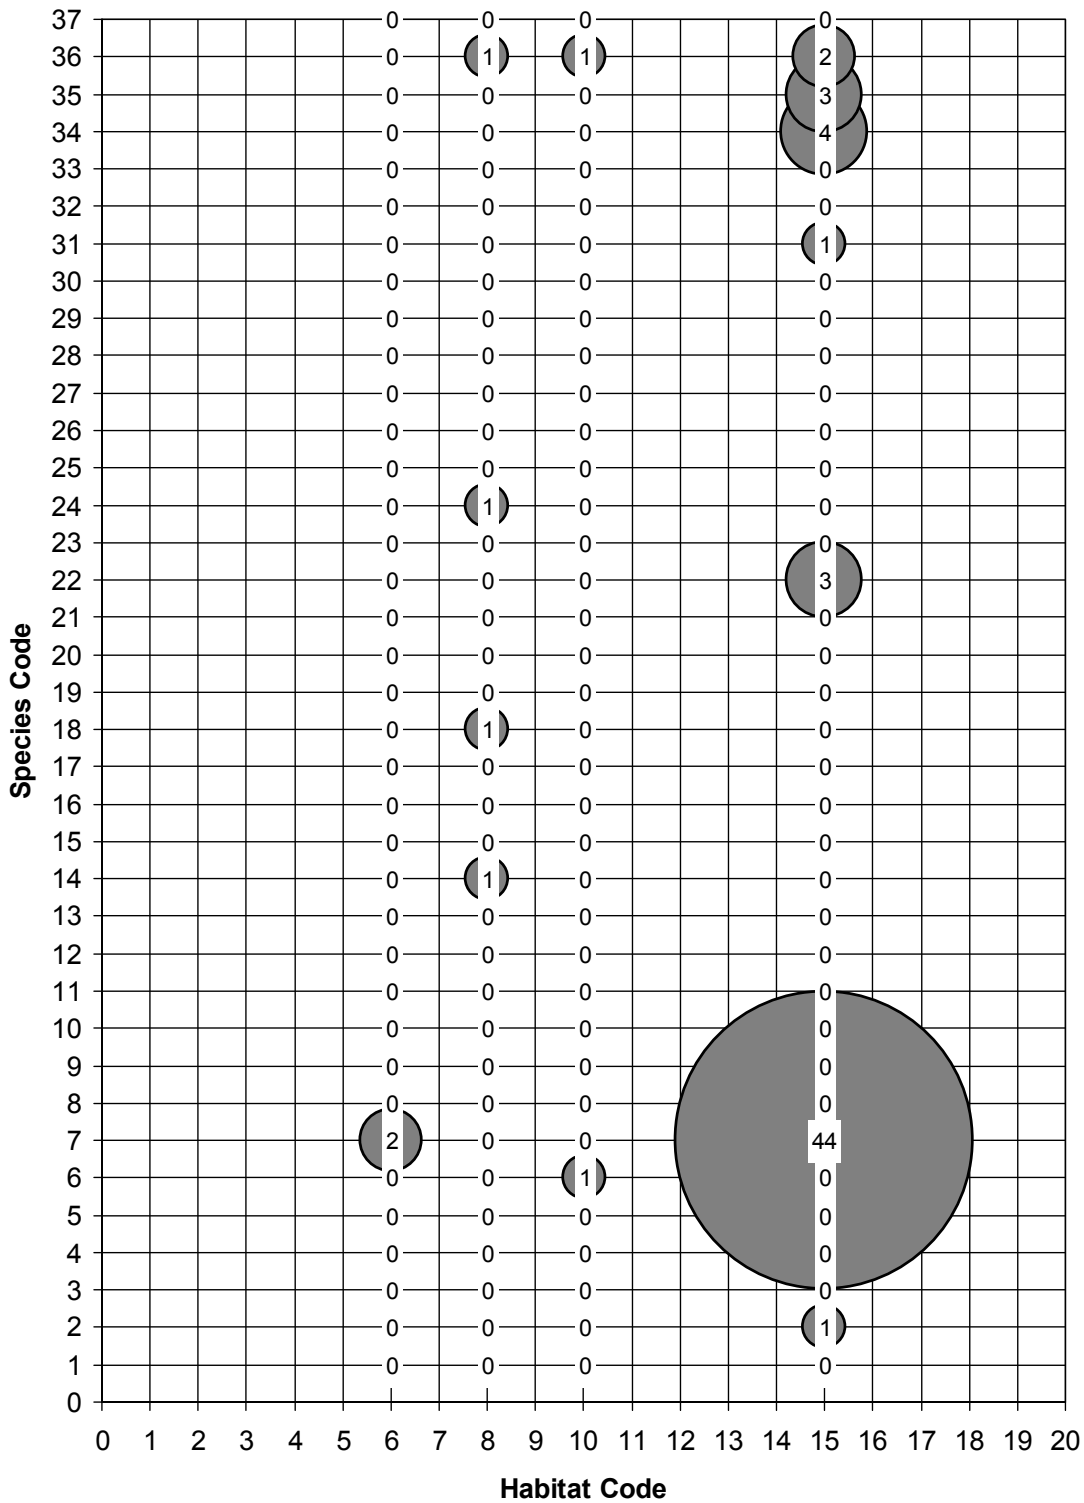 37 0 0 0 0
36 0 1 1 2
35 0 0 0 3
34 0 0 0 4
33 0 0 0 0
32 0 0 0 0
31 0 0 0 1
30 0 0 0 0
29 0 0 0 0
28 0 0 0 0
27 0 0 0 0
26 0 0 0 0
25 0 0 0 0
24 0 1 0 0
23 0 0 0 0
22 0 0 0 3
21 0 0 0 0
20 0 0 0 0
19 0 0 0 0
18 0 1 0 0
17 0 0 0 0
16 0 0 0 0
15 0 0 0 0
14 0 1 0 0
13 0 0 0 0
12 0 0 0 0
11 0 0 0 0
10 0 0 0 0
9 0 0 0 0
8 0 0 0 0
7 2 0 0 44
6 0 0 1 0
5 0 0 0 0
4 0 0 0 0
3 0 0 0 0
2 0 0 0 1
1 0 0 0 0
0
Species Code
0 1 2 3 4 5 6 7 8 9 10 11 12 13 14 15 16 17 18 19 20
Habitat Code